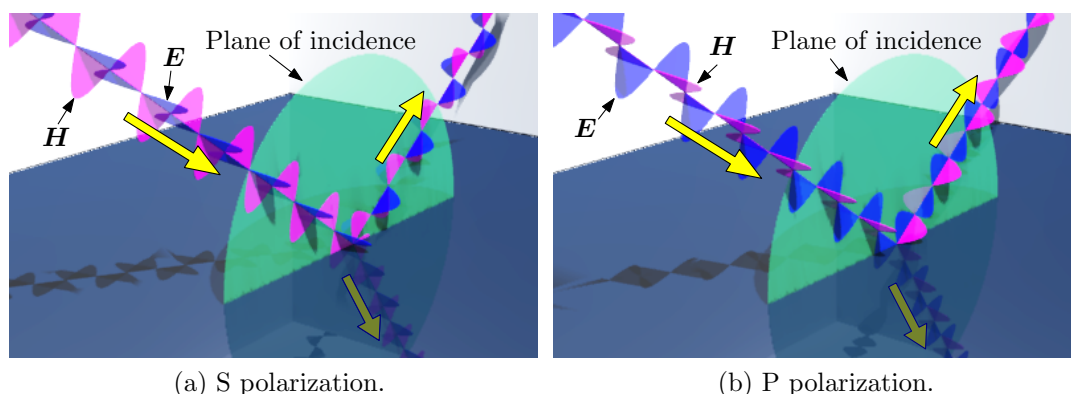 Plane of incidence
E
H
(a) S polarization.
Plane of incidence
H
E
(b) P polarization.